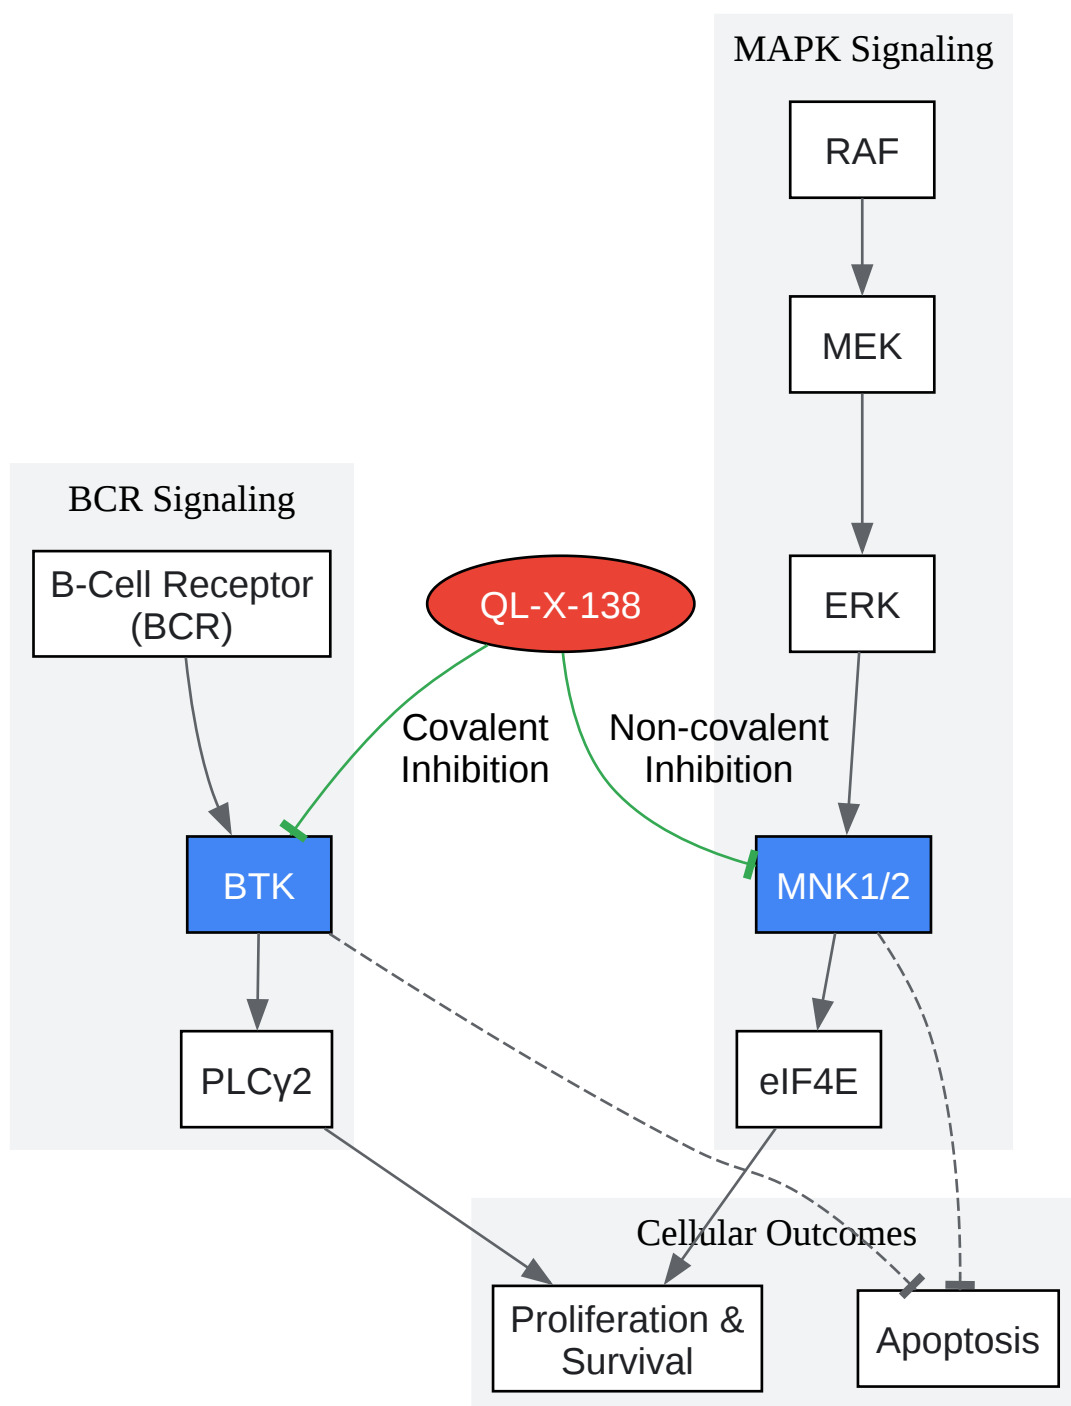 MAPK Signaling
RAF
MEK
BCR Signaling
B-Cell Receptor
(BCR)
QL-X-138
ERK
Covalent
Inhibition
Non-covalent
Inhibition
BTK
MNK1/2
PLCγ2
eIF4E
Cellular Outcomes
Proliferation &
Survival
Apoptosis